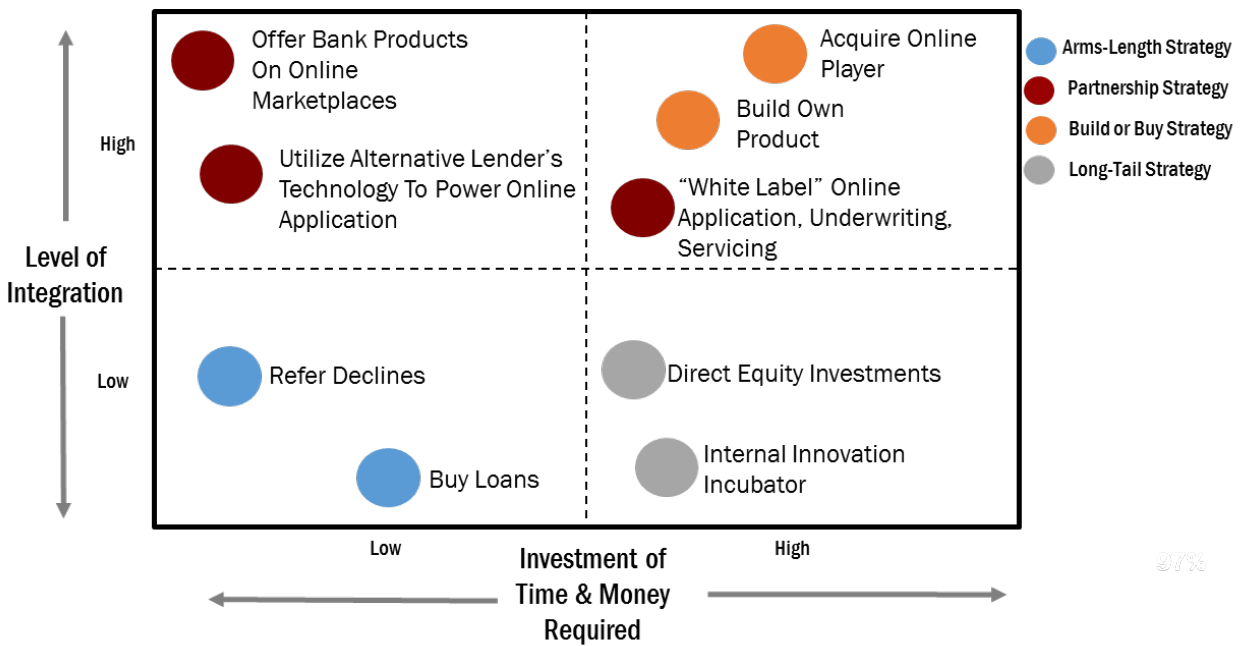 Offer Bank Products
On Online
Marketplaces
Acquire Online
Player
Build Own
Product
Utilize Alternative Lender's
Technology To Power Online
Application
“White Label” Online
Application, Underwriting,
Servicing
Refer Declines
Direct Equity Investments
Buy Loans
Internal Innovation
Incubator
Arms-Length Strategy
Partnership Strategy
Build or Buy Strategy
Long-Tail Strategy
High
Level of
Integration
Low
Low
High
Investment of
Time & Money
Required
97%